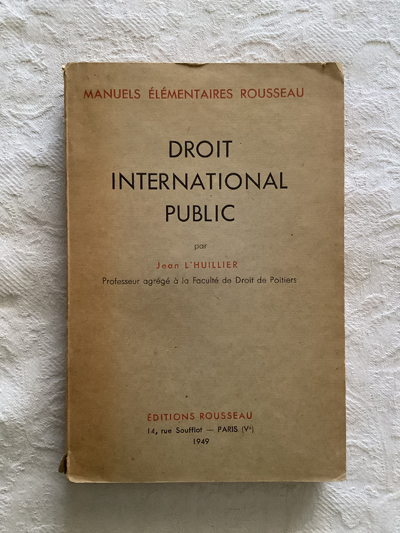 MANUELS ÉLÉMENTAIRES ROUSSEAU
DROIT
INTERNATIONAL
PUBLIC
par
Jean L'HUILLIER
Professeur agrégé à la Faculté de Droit de Poitiers
ÉDITIONS ROUSSEAU
14, rue Soufflot — PARIS (Vᵉ)
1949